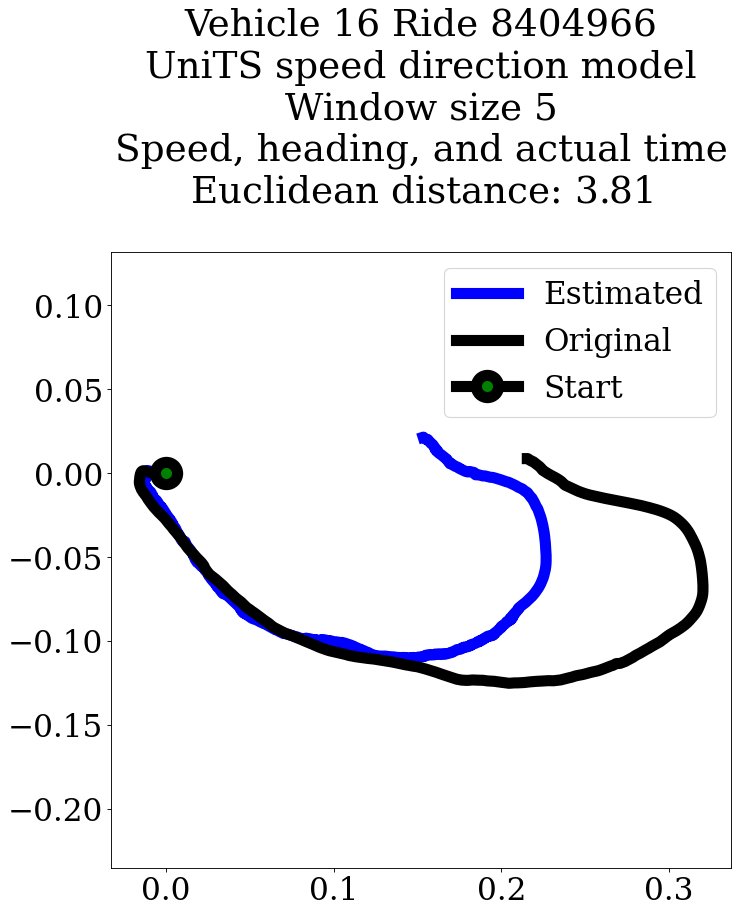 Vehicle 16 Ride 8404966
UniTS speed direction model
Window size 5
Speed, heading, and actual time
Euclidean distance: 3.81
Estimated
Original
Start
0.10
0.05
0.00
−0.05
−0.10
−0.15
−0.20
0.0 0.1 0.2 0.3